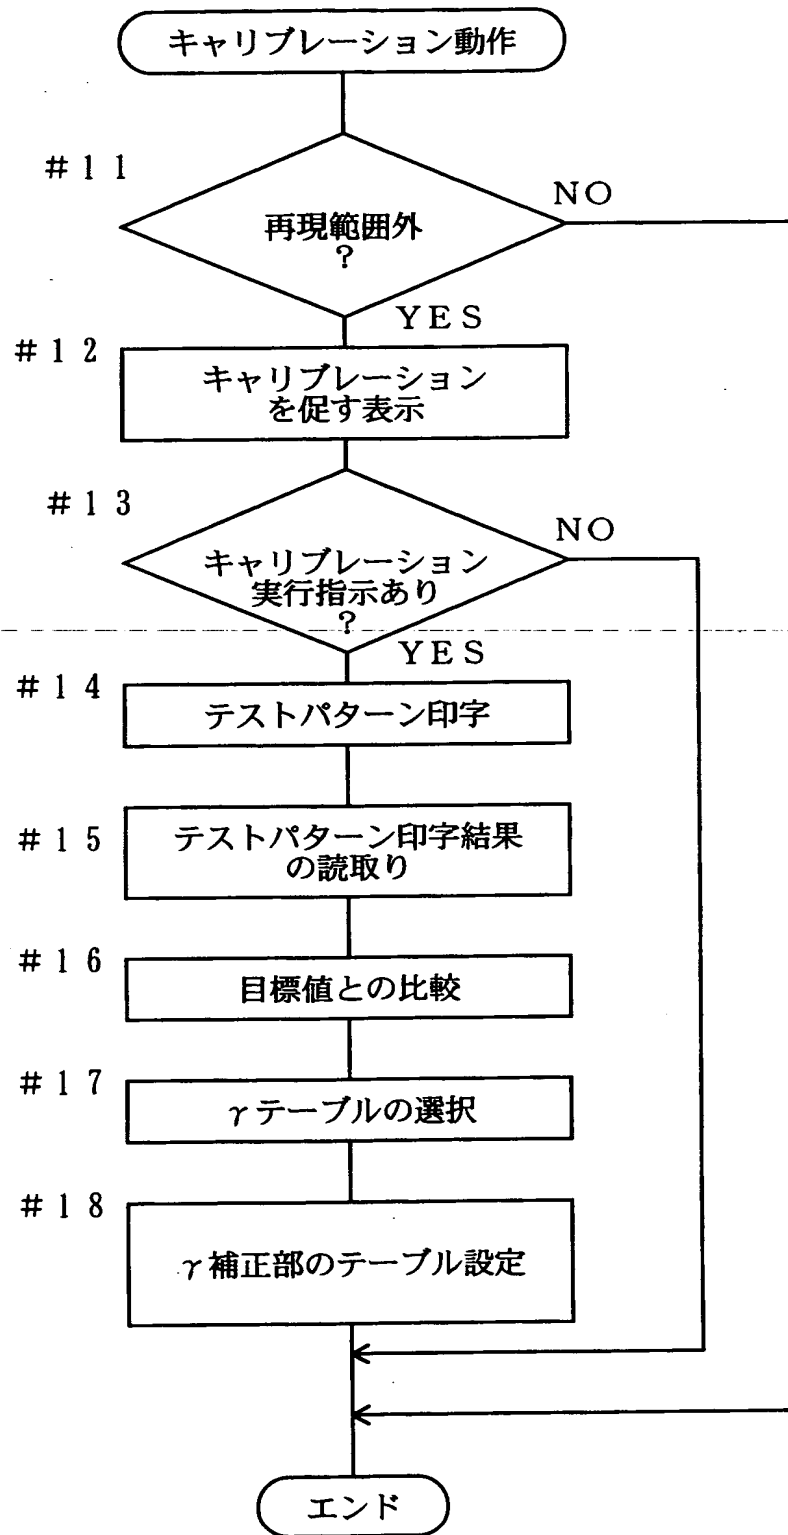 キャリブレーション動作
#11
NO
再現範囲外
?
YES
#12
キャリブレーション
を促す表示
#13
NO
キャリブレーション
実行指示あり
?
YES
#14
テストパターン印字
#15
テストパターン印字結果
の読取り
#16
目標値との比較
#17
γテーブルの選択
#18
γ補正部のテーブル設定
エンド